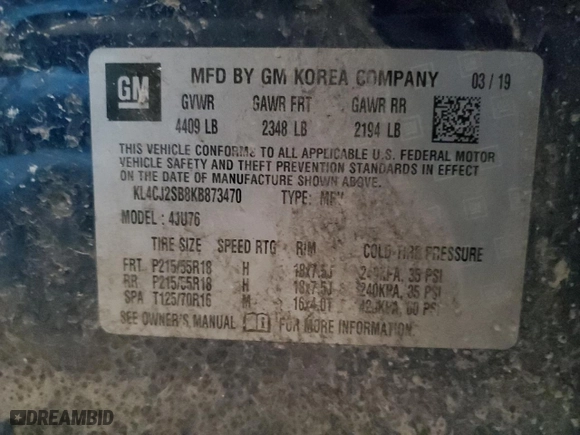 GM
MFD BY GM KOREA COMPANY 03 / 19
GVWR GAWR FRT GAWR RR
4409 LB 2348 LB 2194 LB
THIS VEHICLE CONFORMS TO ALL APPLICABLE U.S. FEDERAL MOTOR
VEHICLE SAFETY AND THEFT PREVENTION STANDARDS IN EFFECT
ON THE DATE OF MANUFACTURE SHOWN ABOVE.
KL4CJ2SB8KB873470 TYPE:
MODEL : 4JU76
TIRE SIZE SPEED RTG RIM COLD TIRE PRESSURE
FRT P215/55R18 H 18x7.5J 240KPA, 35 PSI
RR P215/55R18 H 18x7.5J 240KPA, 35 PSI
SPA T125/70R16 M 16x4.0T 420KPA, 60 PSI
SEE OWNER'S MANUAL FOR MORE INFORMATION.
DREAMBID